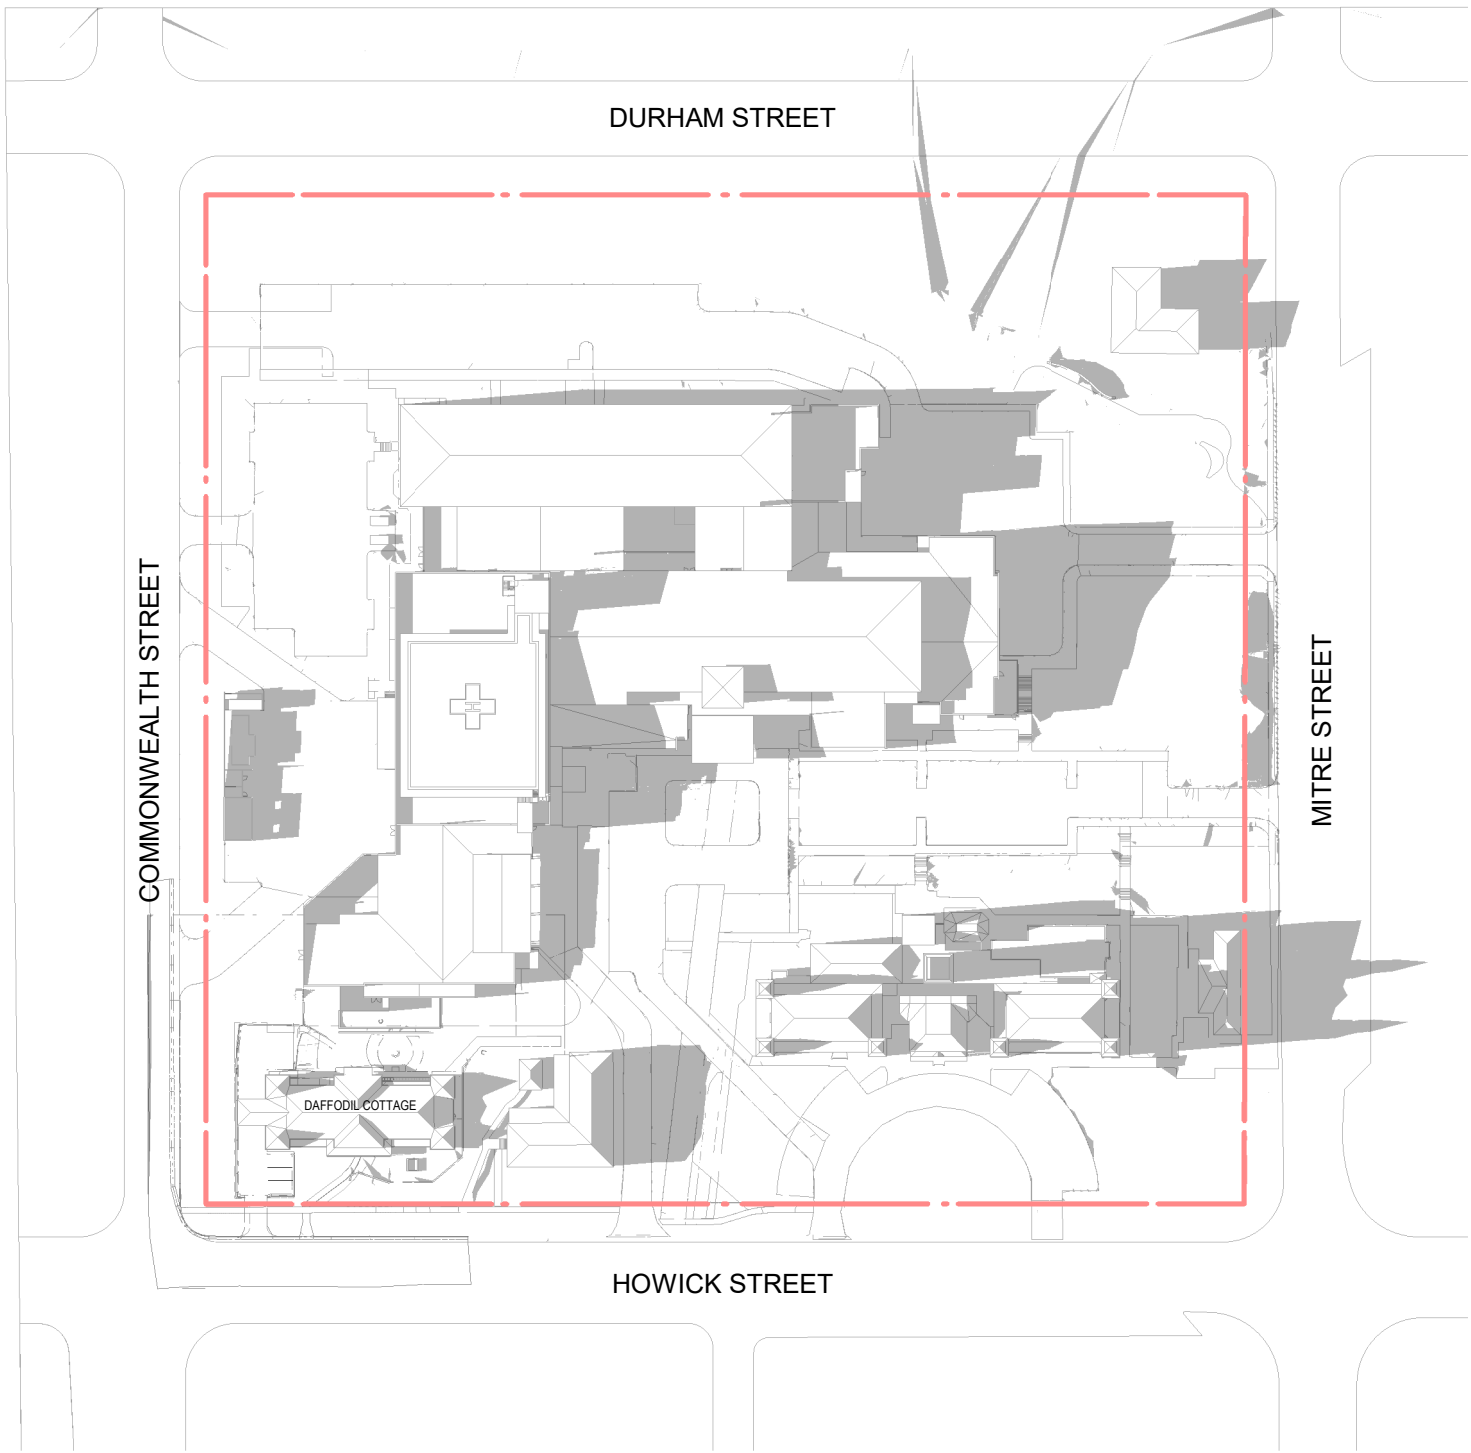 DURHAM STREET
COMMONWEALTH STREET
MITRE STREET
H
DAFFODIL COTTAGE
HOWICK STREET